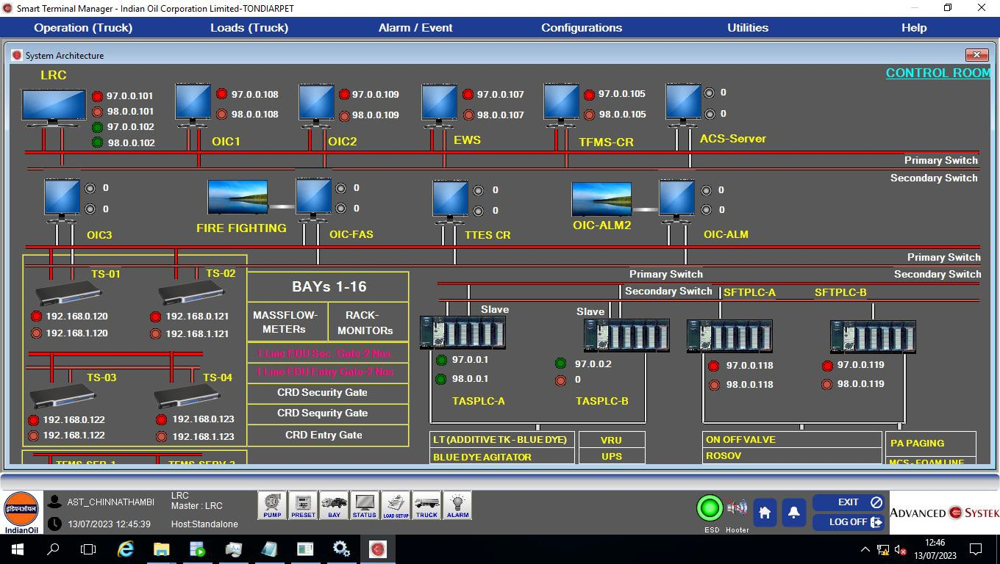 Smart Terminal Manager - Indian Oil Corporation Limited-TONDIARPET
Operation (Truck) Loads (Truck) Alarm / Event Configurations Utilities Help
System Architecture
CONTROL ROOM
LRC
97.0.0.101
98.0.0.101
97.0.0.102
98.0.0.102
97.0.0.108
98.0.0.108
OIC1
97.0.0.109
98.0.0.109
OIC2
97.0.0.107
98.0.0.107
EWS
97.0.0.105
98.0.0.105
TFMS-CR
0
0
ACS-Server
Primary Switch
Secondary Switch
0
0
OIC3
FIRE FIGHTING
0
0
OIC-FAS
0
0
TTES CR
OIC-ALM2
0
0
OIC-ALM
Primary Switch
Secondary Switch
TS-01
192.168.0.120
192.168.1.120
TS-02
192.168.0.121
192.168.1.121
TS-03
192.168.0.122
192.168.1.122
TS-04
192.168.0.123
192.168.1.123
TFMS-SER-1 TFMS-SERV-2
BAYs 1-16
MASSFLOW-
METERs
RACK-
MONITORs
1 Line EDU Sec. Gate-2 Nos.
1 Line EDU Entry Gate-2 Nos
CRD Security Gate
CRD Sequrity Gate
CRD Entry Gate
Primary Switch
Secondary Switch
Slave
97.0.0.1
98.0.0.1
TASPLC-A
Slave
97.0.0.2
0
TASPLC-B
SFTPLC-A
97.0.0.118
98.0.0.118
SFTPLC-B
97.0.0.119
98.0.0.119
LT (ADDITIVE TK - BLUE DYE)
BLUE DYE AGITATOR
VRU
UPS
ON OFF VALVE
ROSOV
PA PAGING
MCS - FOAM LINE
इंडियनऑयल
IndianOil
AST_CHINNATHAMBI
13/07/2023 12:45:39
LRC
Master : LRC
Host:Standalone
PUMP PRESET BAY STATUS LOAD SETUP TRUCK ALARM
ESD Hooter
EXIT
LOG OFF
ADVANCED SYSTEK
12:46
13/07/2023